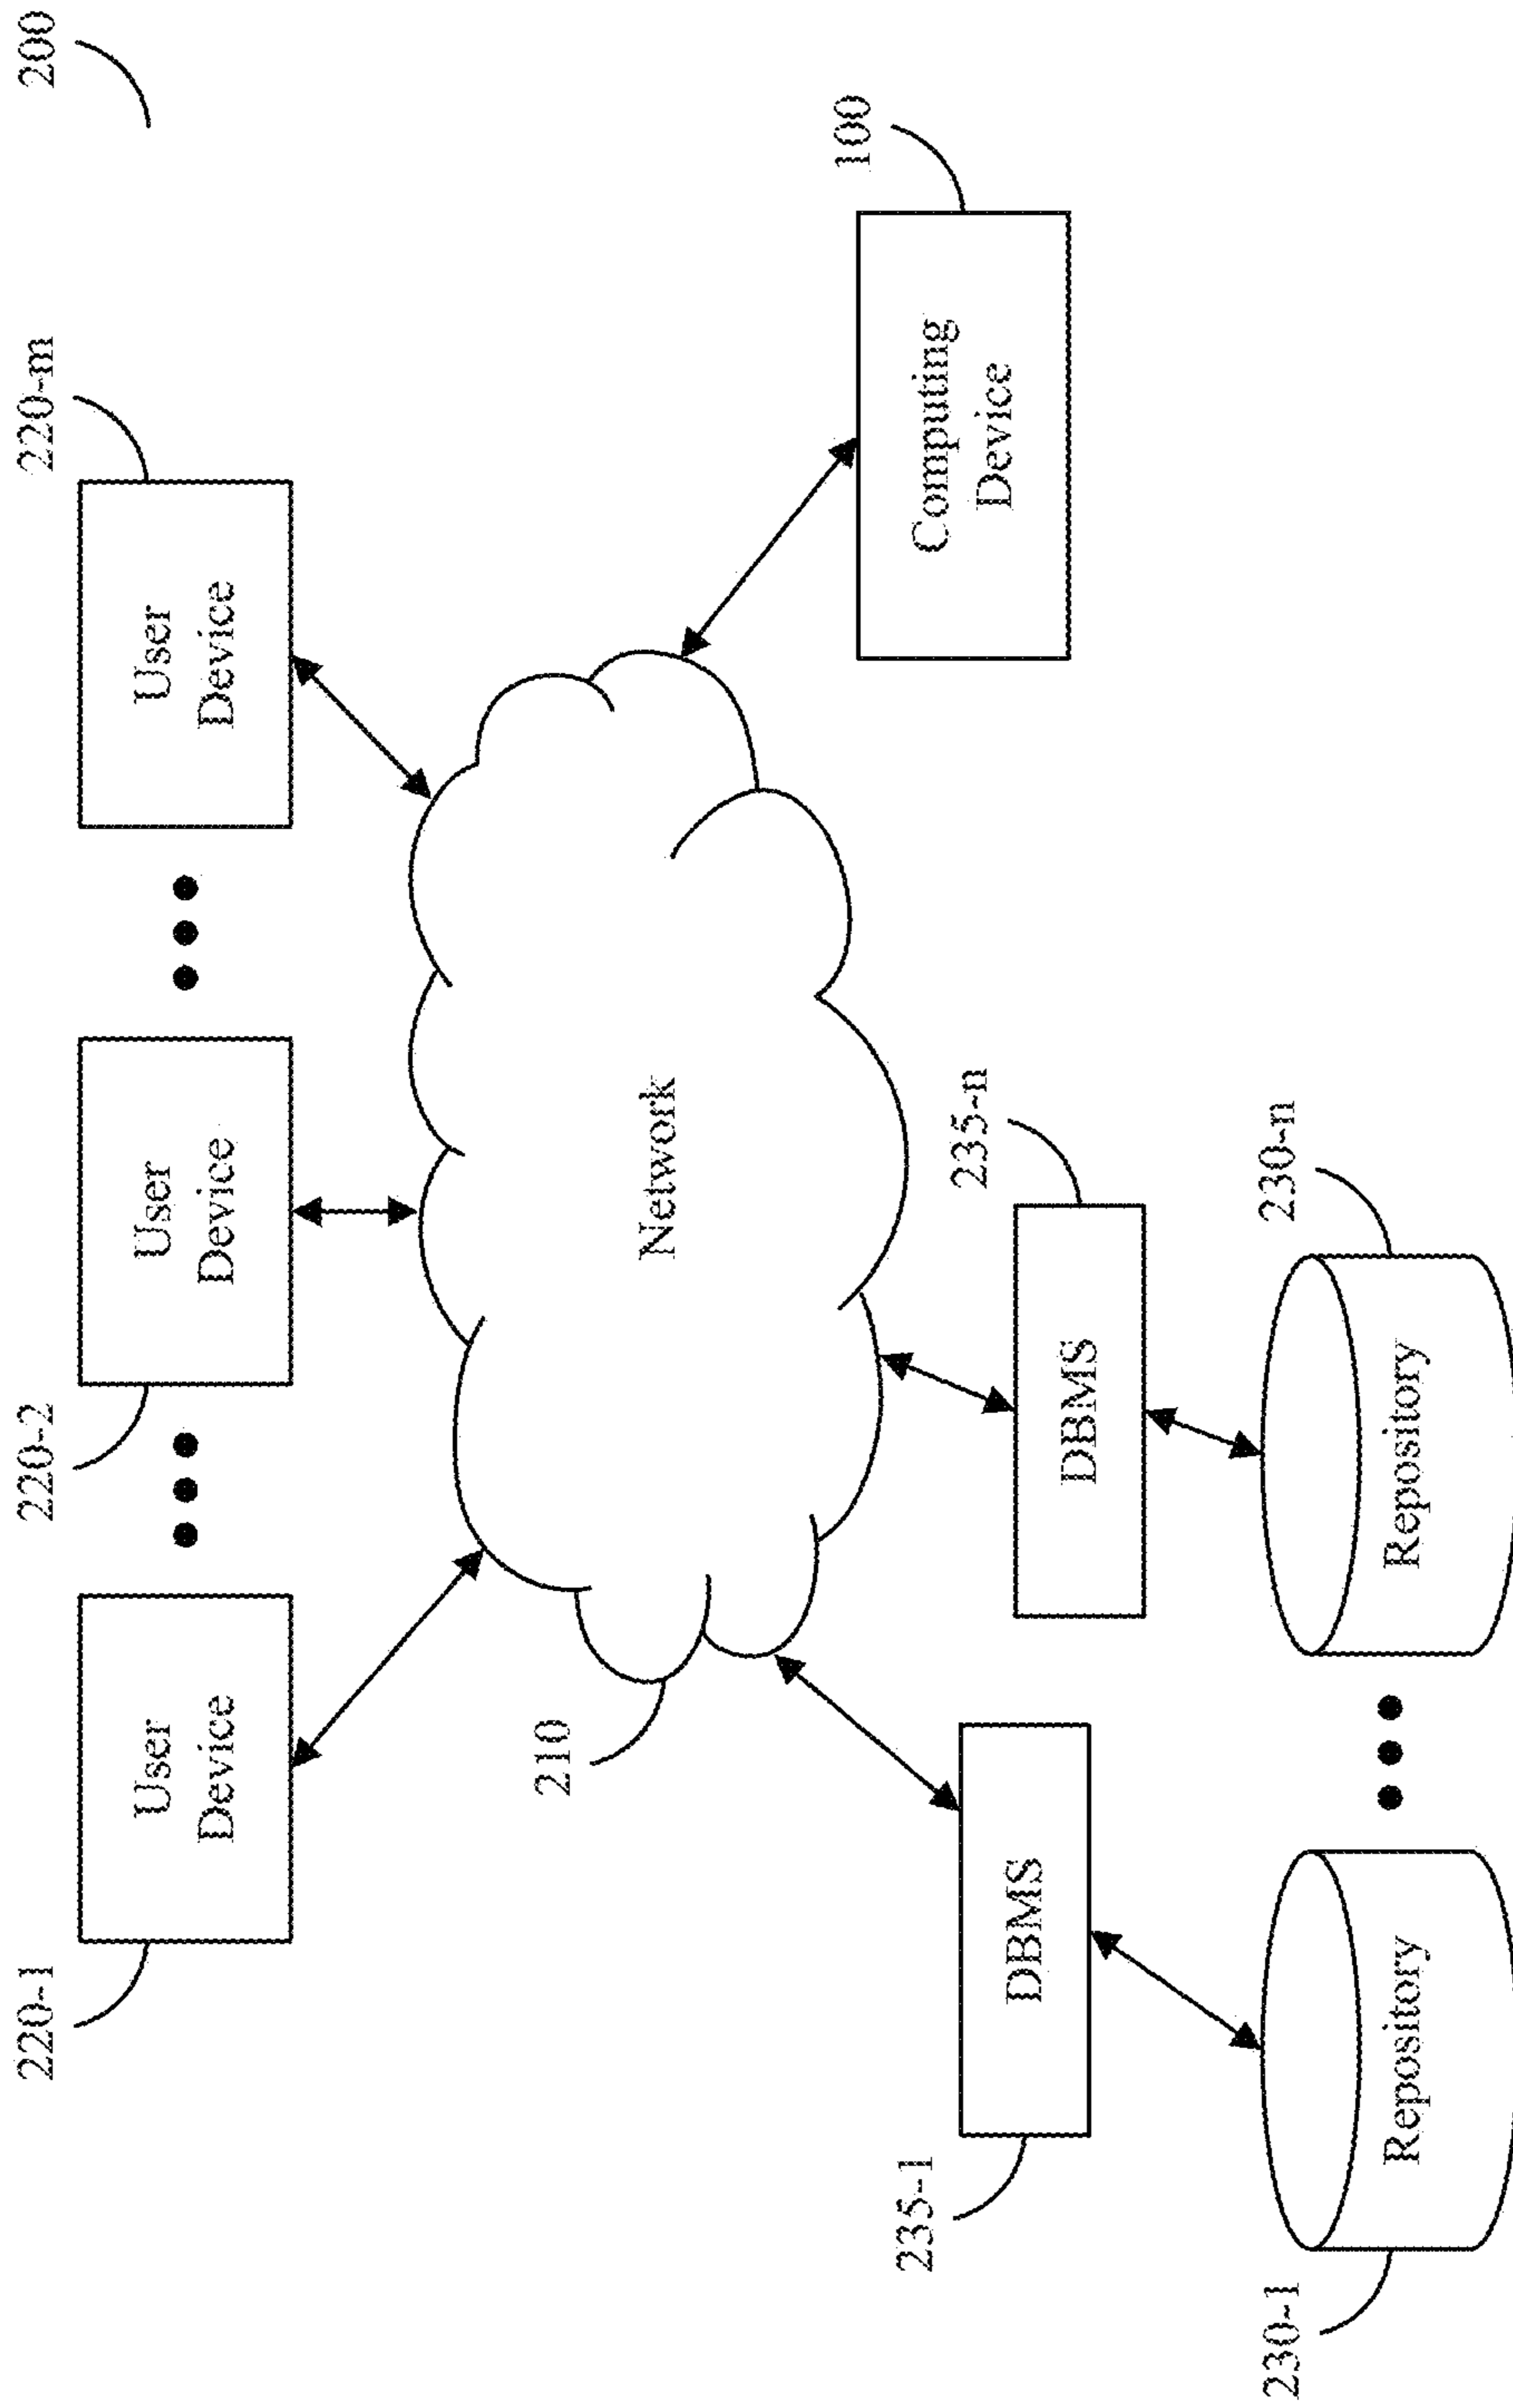 200
220-1
User
Device
220-2
User
Device
220-m
User
Device
210
Network
100
Computing
Device
235-1
DBMS
235-n
DBMS
230-1
Repository
230-n
Repository